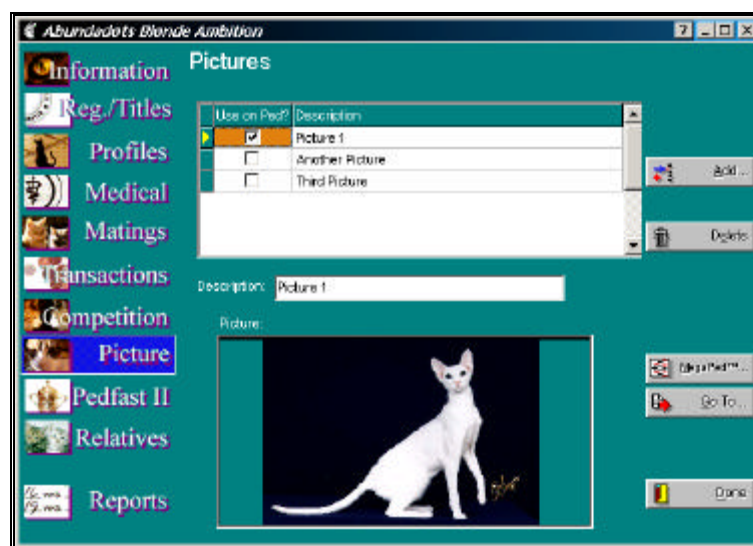 Abundadots Blonde Ambition
Pictures
Information
Reg./Titles
Profiles
Medical
Matings
Transactions
Competition
Picture
Pedfast II
Relatives
Reports
Use on Ped? Description
Picture 1
Another Picture
Third Picture
Add...
Delete
Description: Picture 1
Picture:
MegaPed™...
Go To...
Done